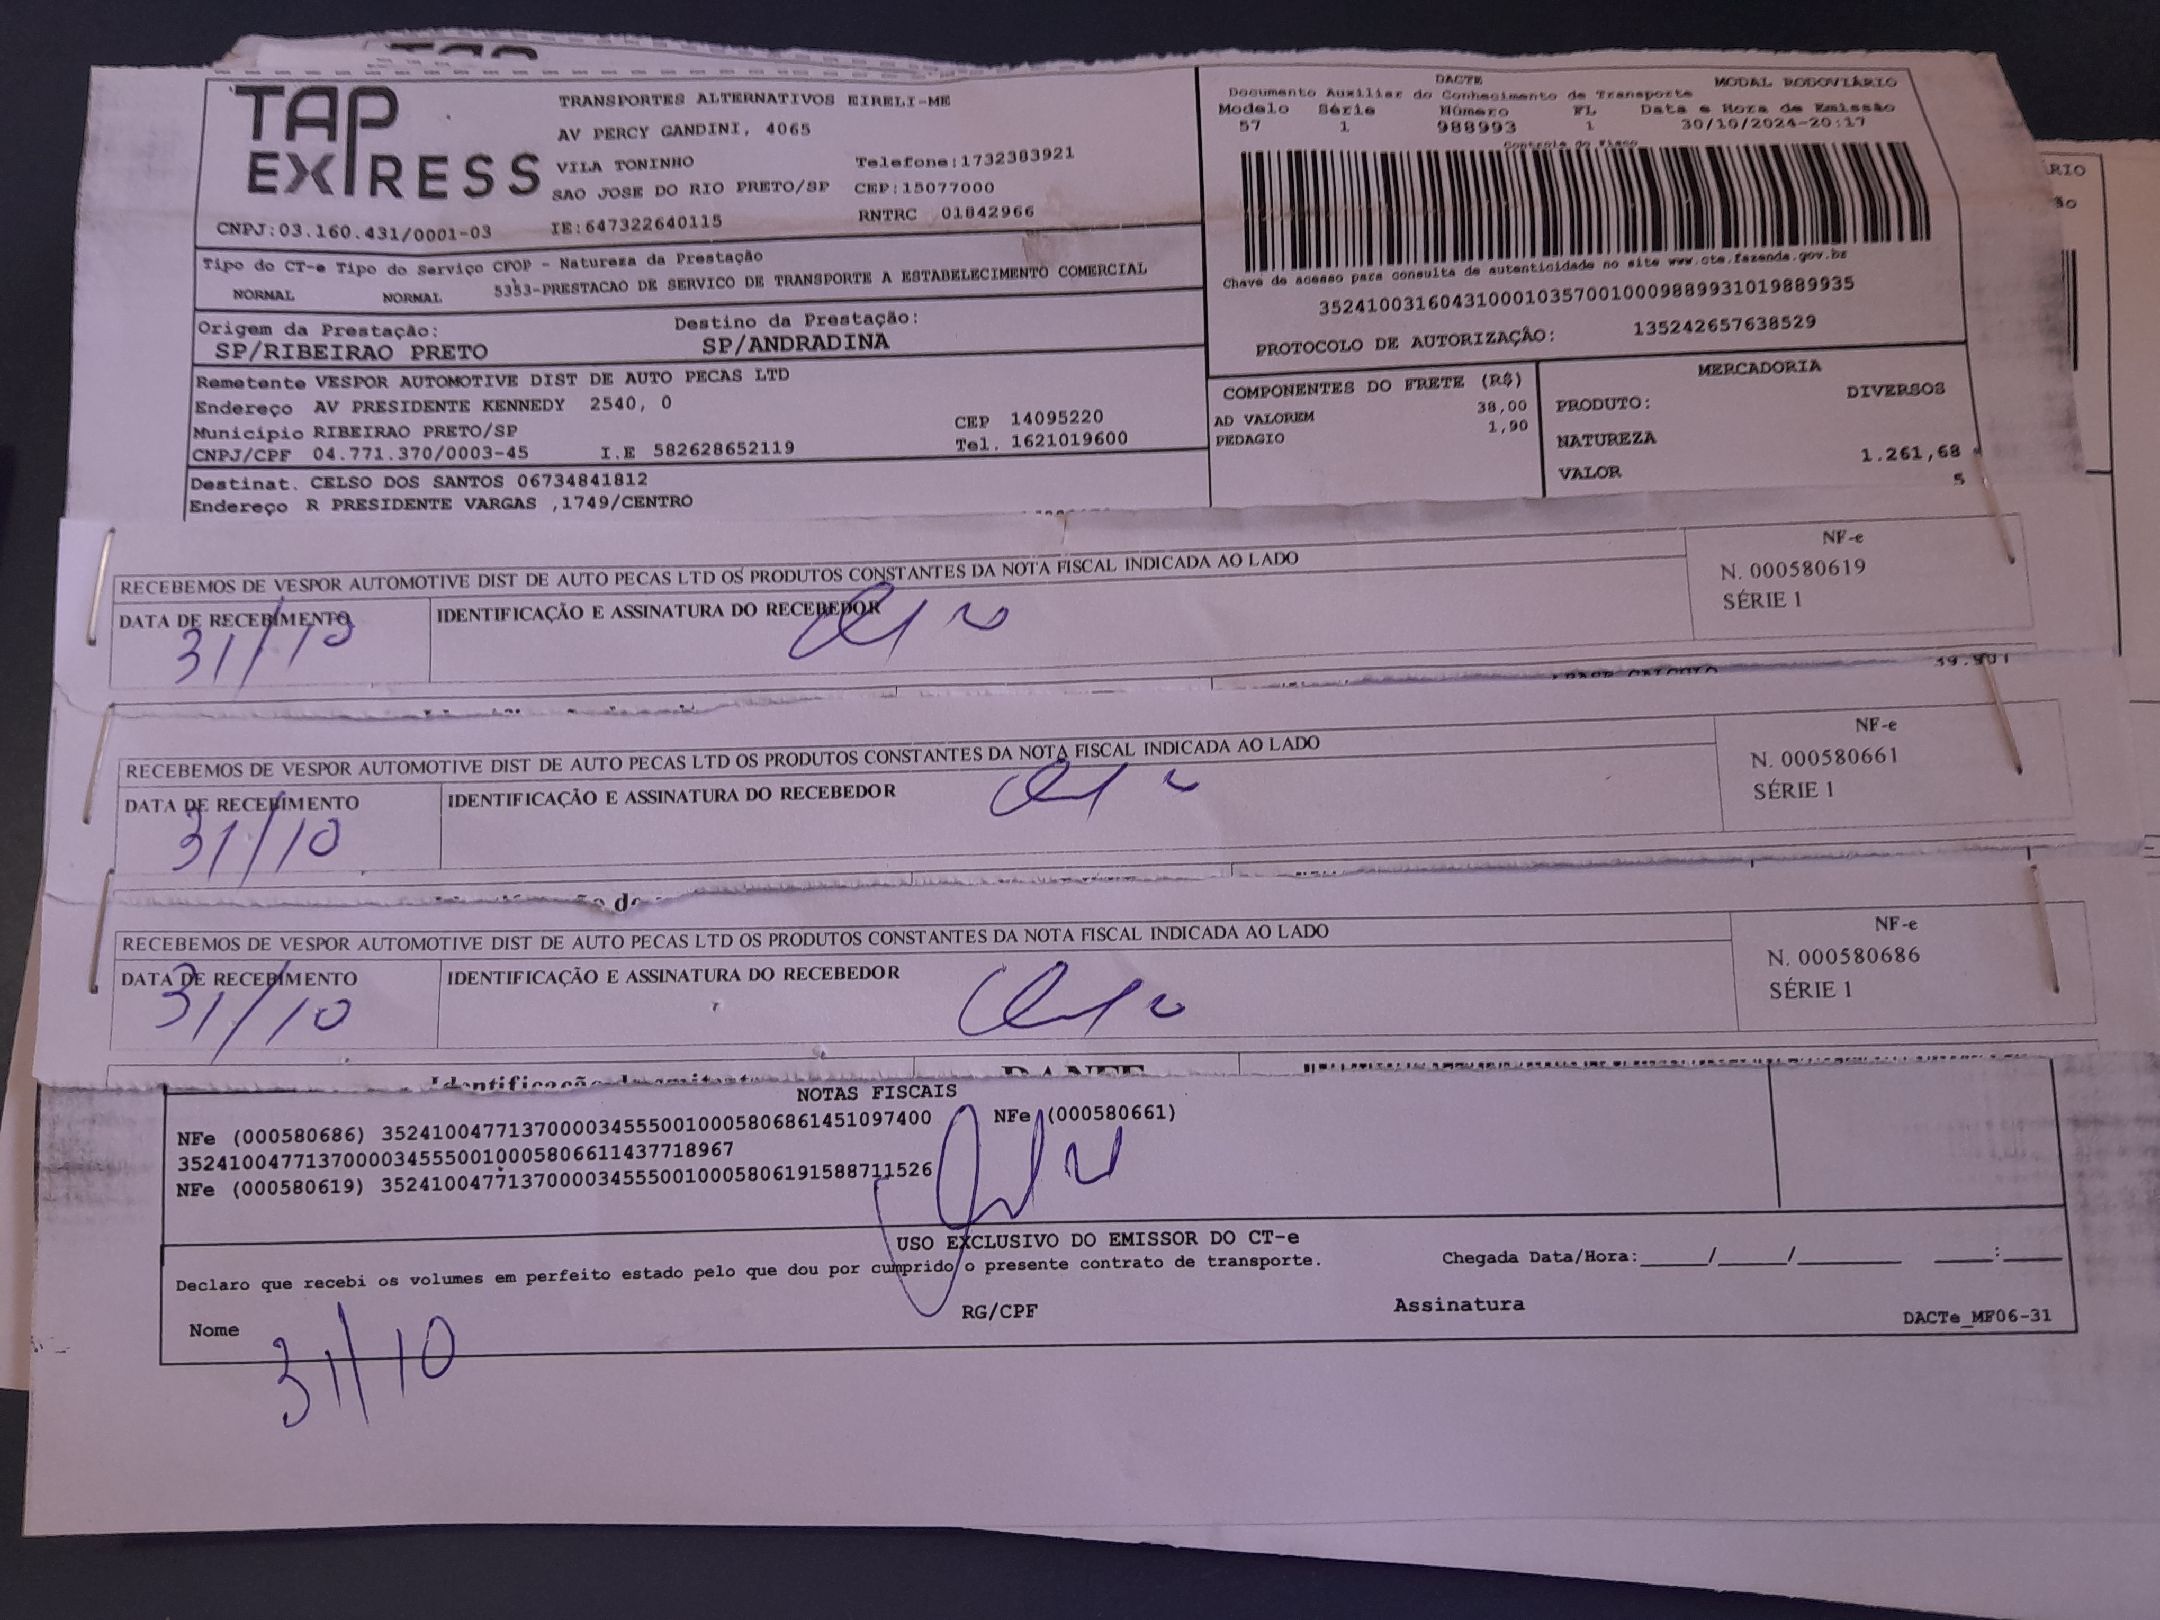 TAP EXPRESS
TRANSPORTES ALTERNATIVOS EIRELI-ME
AV PERCY GANDINI, 4065
VILA TONINHO Telefone:1732383921
SAO JOSE DO RIO PRETO/SP CEP:15077000
CNPJ:03.160.431/0001-03 IE:647322640115 RNTRC 01842966
DACTE MODAL RODOVIÁRIO
Documento Auxiliar do Conhecimento de Transporte
Modelo Série Número FL Data e Hora de Emissão
57 1 988993 1 30/10/2024-20:17
Controle do Fisco
Chave de acesso para consulta de autenticidade no site www.cte.fazenda.gov.br
35241003160431000103570010009889931019889935
PROTOCOLO DE AUTORIZAÇÃO: 135242657638529
Tipo do CT-e Tipo do Serviço CFOP - Natureza da Prestação
NORMAL NORMAL 5353-PRESTACAO DE SERVICO DE TRANSPORTE A ESTABELECIMENTO COMERCIAL
Origem da Prestação: Destino da Prestação:
SP/RIBEIRAO PRETO SP/ANDRADINA
Remetente VESPOR AUTOMOTIVE DIST DE AUTO PECAS LTD
Endereço AV PRESIDENTE KENNEDY 2540, 0
Município RIBEIRAO PRETO/SP CEP 14095220
CNPJ/CPF 04.771.370/0003-45 I.E 582628652119 Tel. 1621019600
Destinat. CELSO DOS SANTOS 06734841812
Endereço R PRESIDENTE VARGAS ,1749/CENTRO
COMPONENTES DO FRETE (R$)
AD VALOREM 38,00
PEDAGIO 1,90
MERCADORIA
PRODUTO: DIVERSOS
NATUREZA
VALOR 1.261,68
5
RIO
ão
RECEBEMOS DE VESPOR AUTOMOTIVE DIST DE AUTO PECAS LTD OS PRODUTOS CONSTANTES DA NOTA FISCAL INDICADA AO LADO
DATA DE RECEBIMENTO IDENTIFICAÇÃO E ASSINATURA DO RECEBEDOR
31/10
NF-e
N. 000580619
SÉRIE 1
RECEBEMOS DE VESPOR AUTOMOTIVE DIST DE AUTO PECAS LTD OS PRODUTOS CONSTANTES DA NOTA FISCAL INDICADA AO LADO
DATA DE RECEBIMENTO IDENTIFICAÇÃO E ASSINATURA DO RECEBEDOR
31/10
NF-e
N. 000580661
SÉRIE 1
RECEBEMOS DE VESPOR AUTOMOTIVE DIST DE AUTO PECAS LTD OS PRODUTOS CONSTANTES DA NOTA FISCAL INDICADA AO LADO
DATA DE RECEBIMENTO IDENTIFICAÇÃO E ASSINATURA DO RECEBEDOR
31/10
NF-e
N. 000580686
SÉRIE 1
DANFE
NOTAS FISCAIS
NFe (000580686) 35241004771370000345550010005806861451097400 NFe (000580661)
35241004771370000345550010005806611437718967
NFe (000580619) 35241004771370000345550010005806191588711526
USO EXCLUSIVO DO EMISSOR DO CT-e
Declaro que recebi os volumes em perfeito estado pelo que dou por cumprido o presente contrato de transporte. Chegada Data/Hora:_____/_____/________ ____:____
Nome RG/CPF Assinatura DACTe_MF06-31
31/10